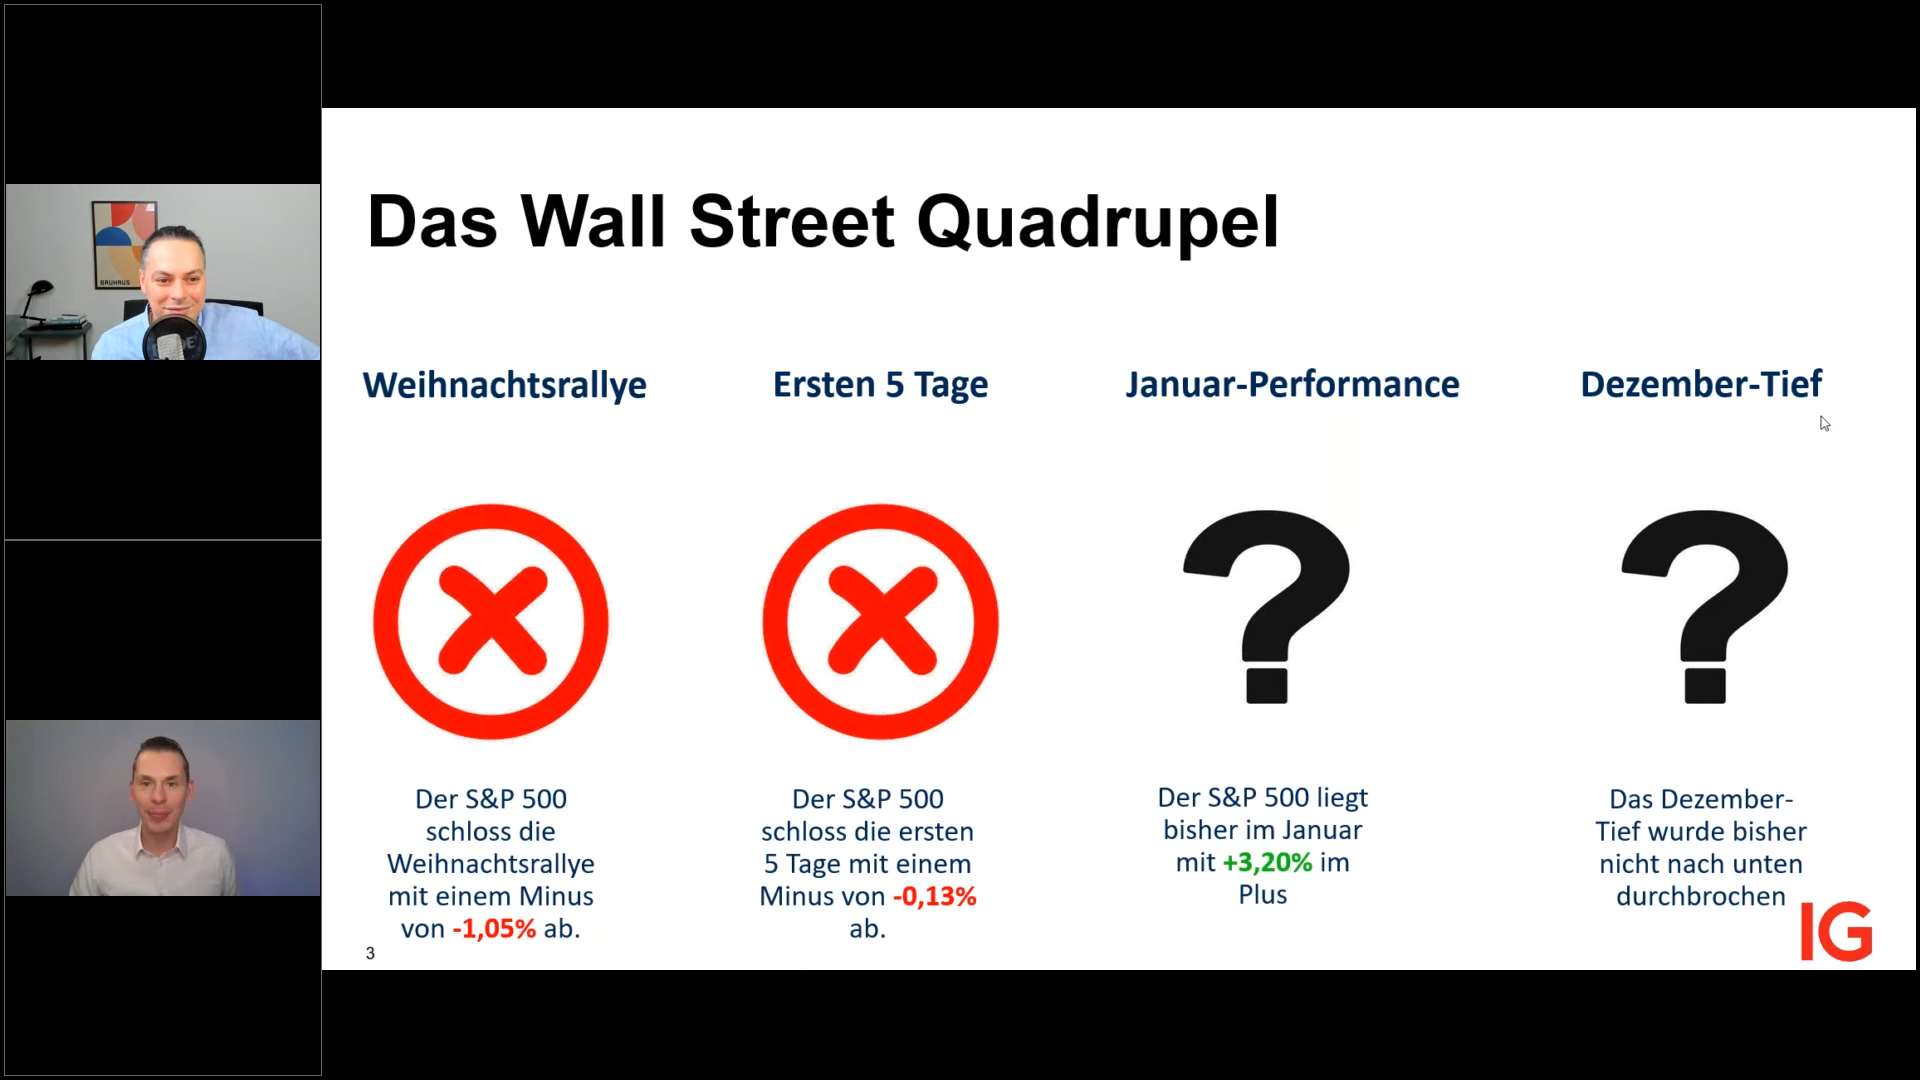 Das Wall Street Quadrupel
Weihnachtsrallye
Ersten 5 Tage
Januar-Performance
Dezember-Tief
Der S&P 500
schloss die
Weihnachtsrallye
mit einem Minus
von -1,05% ab.
Der S&P 500
schloss die ersten
5 Tage mit einem
Minus von -0,13%
ab.
Der S&P 500 liegt
bisher im Januar
mit +3,20% im
Plus
Das Dezember-
Tief wurde bisher
nicht nach unten
durchbrochen
3
IG
BAUHAUS